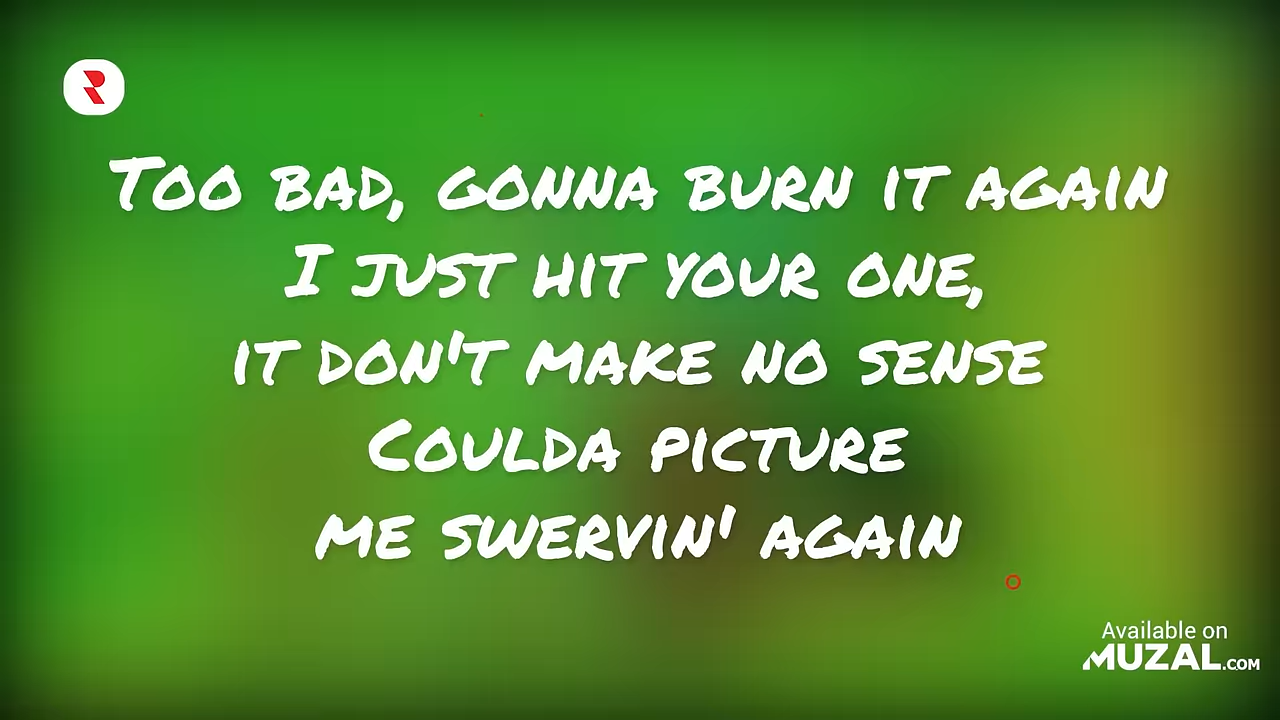 Too bad, gonna burn it again
I just hit your one,
it don't make no sense
Coulda picture
me swervin' again
Available on
MUZAL.COM